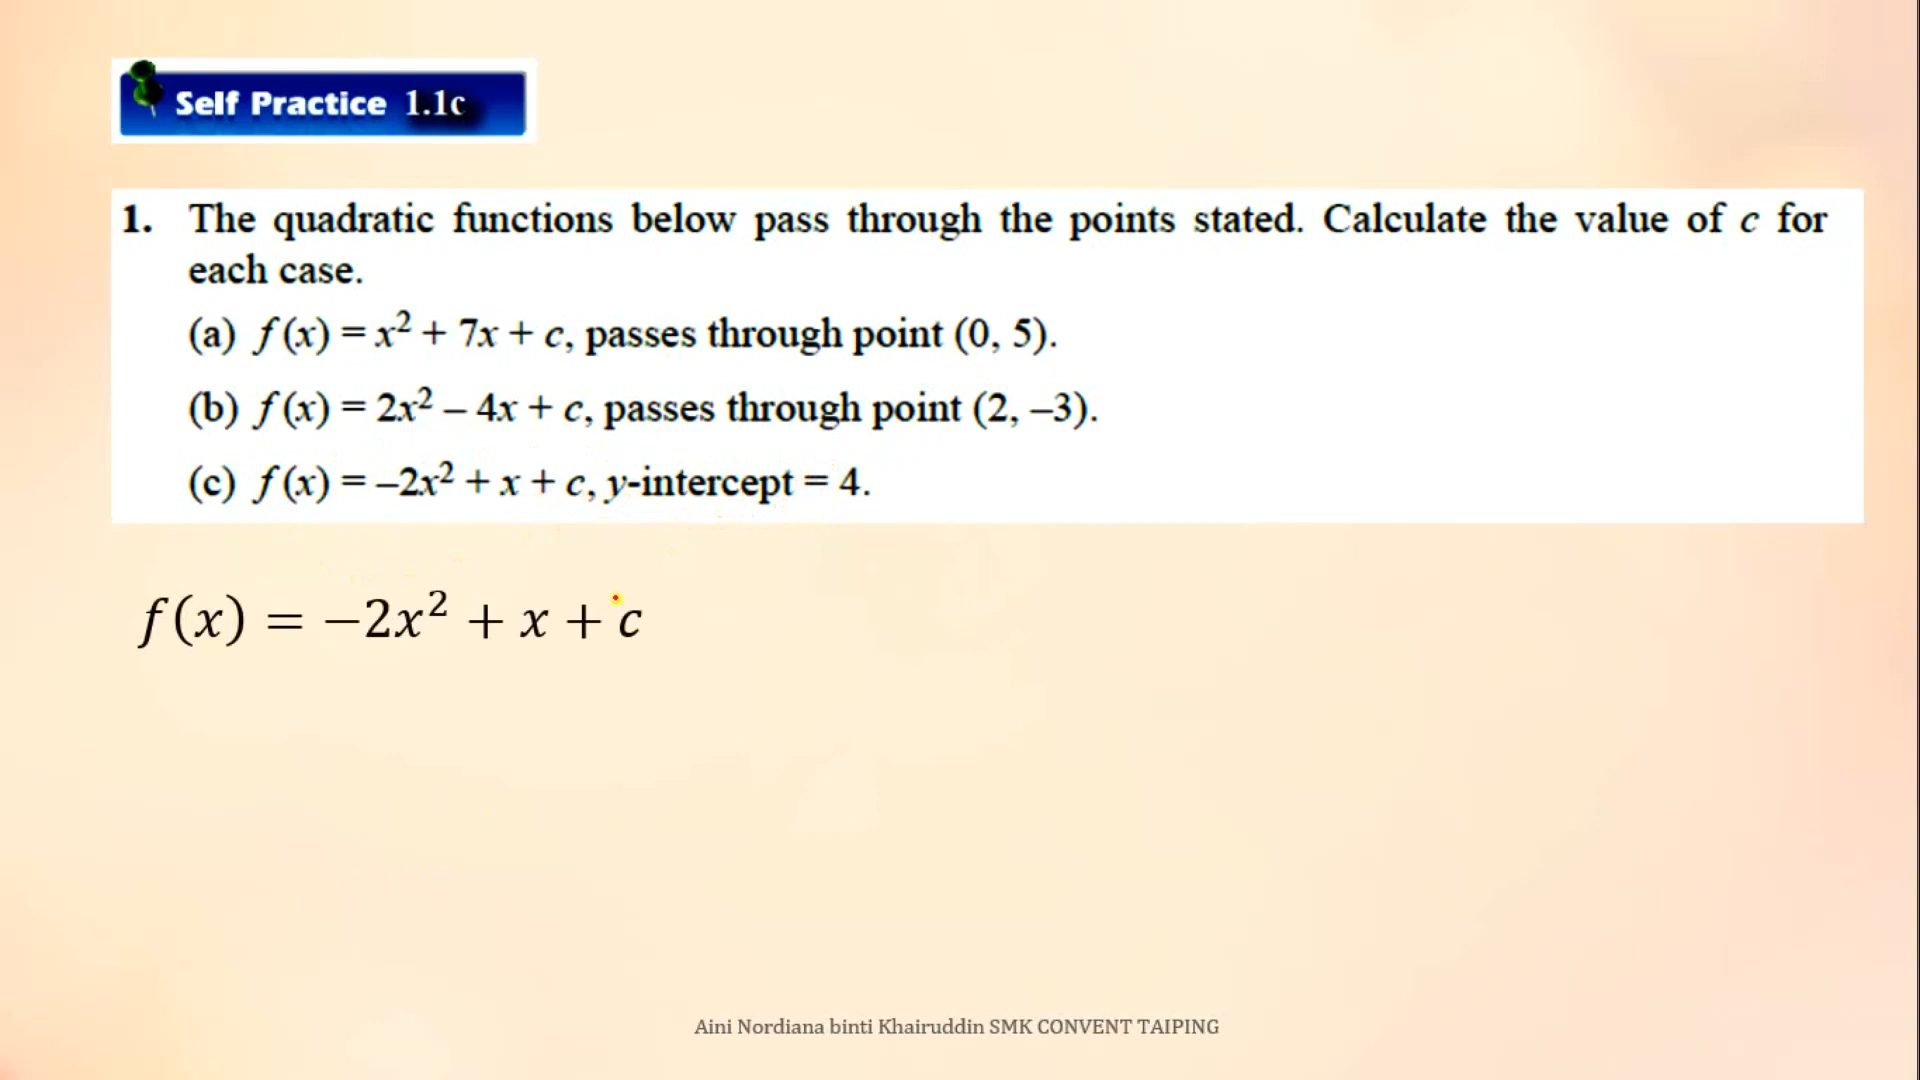 Self Practice 1.1c
1. The quadratic functions below pass through the points stated. Calculate the value of c for
each case.
(a) f (x) = x² + 7x + c, passes through point (0, 5).
(b) f (x) = 2x² – 4x + c, passes through point (2, –3).
(c) f (x) = –2x² + x + c, y-intercept = 4.
f(x) = −2x² + x + c
Aini Nordiana binti Khairuddin SMK CONVENT TAIPING